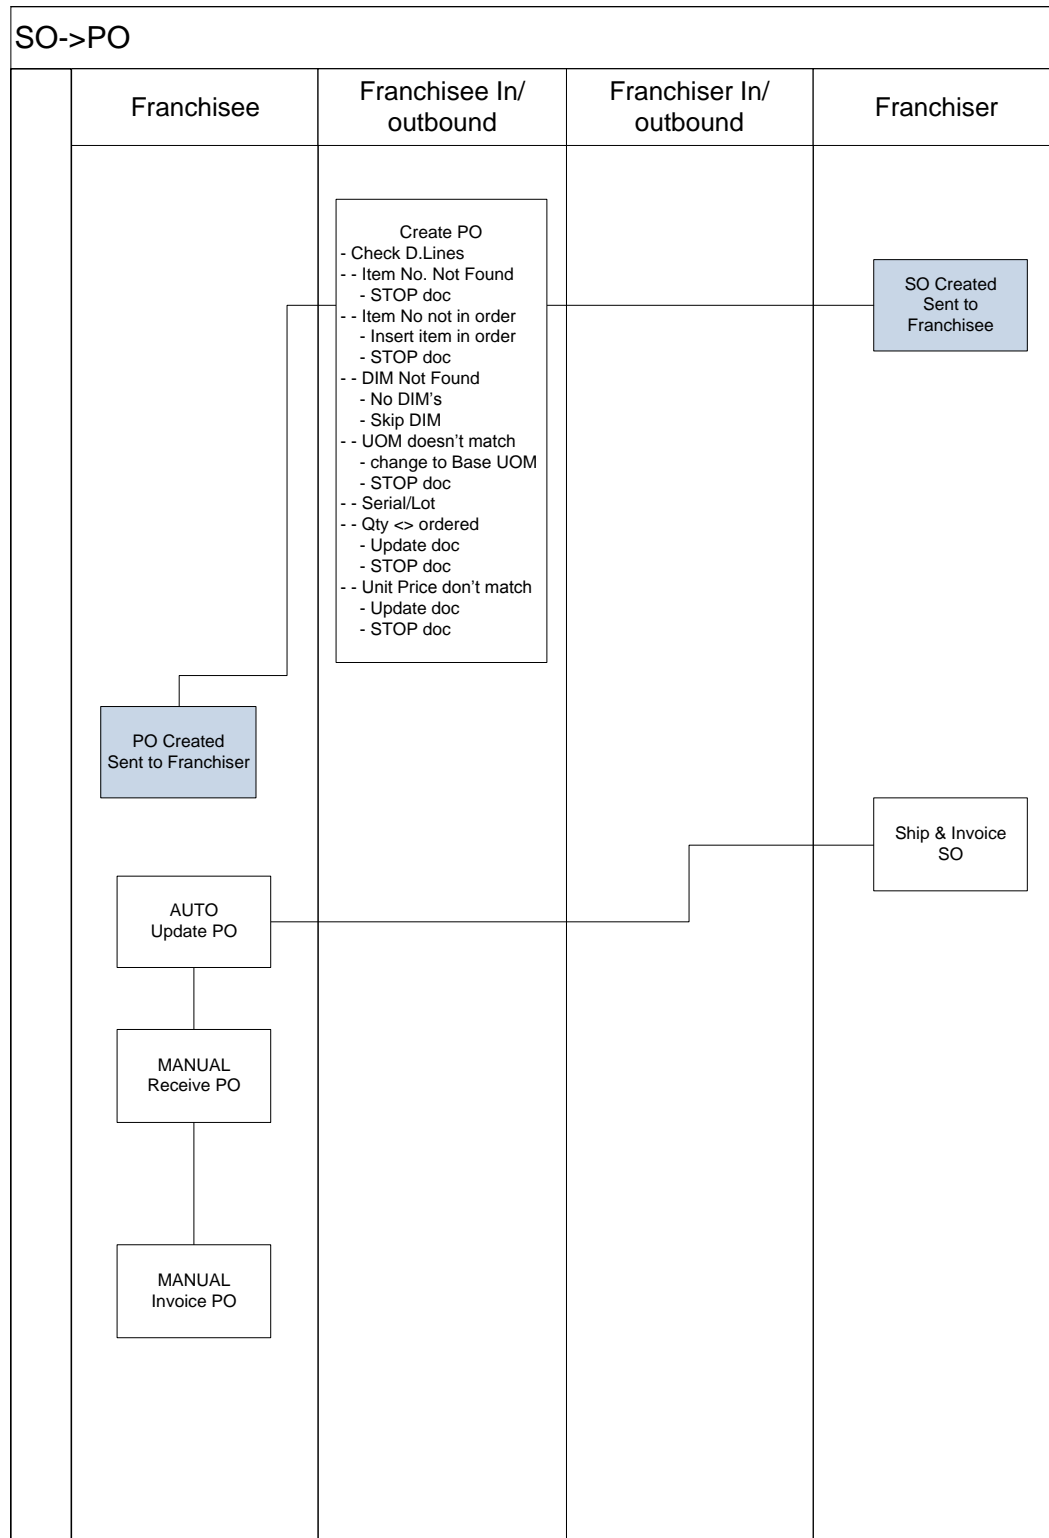 SO->PO
Franchisee
Franchisee In/
outbound
Franchiser In/
outbound
Franchiser
Create PO
- Check D.Lines
- - Item No. Not Found
- STOP doc
- - Item No not in order
- Insert item in order
- STOP doc
- - DIM Not Found
- No DIM's
- Skip DIM
- - UOM doesn't match
- change to Base UOM
- STOP doc
- - Serial/Lot
- - Qty <> ordered
- Update doc
- STOP doc
- - Unit Price don't match
- Update doc
- STOP doc
SO Created
Sent to
Franchisee
PO Created
Sent to Franchiser
Ship & Invoice
SO
AUTO
Update PO
MANUAL
Receive PO
MANUAL
Invoice PO